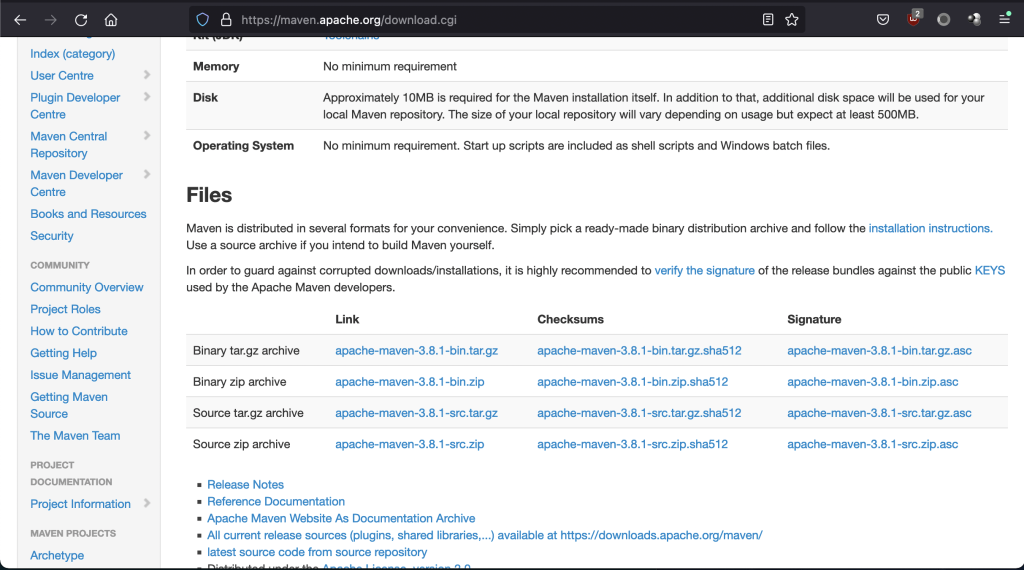 https://maven.apache.org/download.cgi
2
Kit (JDK)
Toolchains
Index (category)
User Centre
Plugin Developer
Centre
Maven Central
Repository
Maven Developer
Centre
Books and Resources
Security
COMMUNITY
Community Overview
Project Roles
How to Contribute
Getting Help
Issue Management
Getting Maven
Source
The Maven Team
PROJECT
DOCUMENTATION
Project Information
MAVEN PROJECTS
Archetype
Memory No minimum requirement
Disk Approximately 10MB is required for the Maven installation itself. In addition to that, additional disk space will be used for your
local Maven repository. The size of your local repository will vary depending on usage but expect at least 500MB.
Operating System No minimum requirement. Start up scripts are included as shell scripts and Windows batch files.
Files
Maven is distributed in several formats for your convenience. Simply pick a ready-made binary distribution archive and follow the installation instructions.
Use a source archive if you intend to build Maven yourself.
In order to guard against corrupted downloads/installations, it is highly recommended to verify the signature of the release bundles against the public KEYS
used by the Apache Maven developers.
Link Checksums Signature
Binary tar.gz archive apache-maven-3.8.1-bin.tar.gz apache-maven-3.8.1-bin.tar.gz.sha512 apache-maven-3.8.1-bin.tar.gz.asc
Binary zip archive apache-maven-3.8.1-bin.zip apache-maven-3.8.1-bin.zip.sha512 apache-maven-3.8.1-bin.zip.asc
Source tar.gz archive apache-maven-3.8.1-src.tar.gz apache-maven-3.8.1-src.tar.gz.sha512 apache-maven-3.8.1-src.tar.gz.asc
Source zip archive apache-maven-3.8.1-src.zip apache-maven-3.8.1-src.zip.sha512 apache-maven-3.8.1-src.zip.asc
Release Notes
Reference Documentation
Apache Maven Website As Documentation Archive
All current release sources (plugins, shared libraries,...) available at https://downloads.apache.org/maven/
latest source code from source repository
Distributed under the Apache License, version 2.0